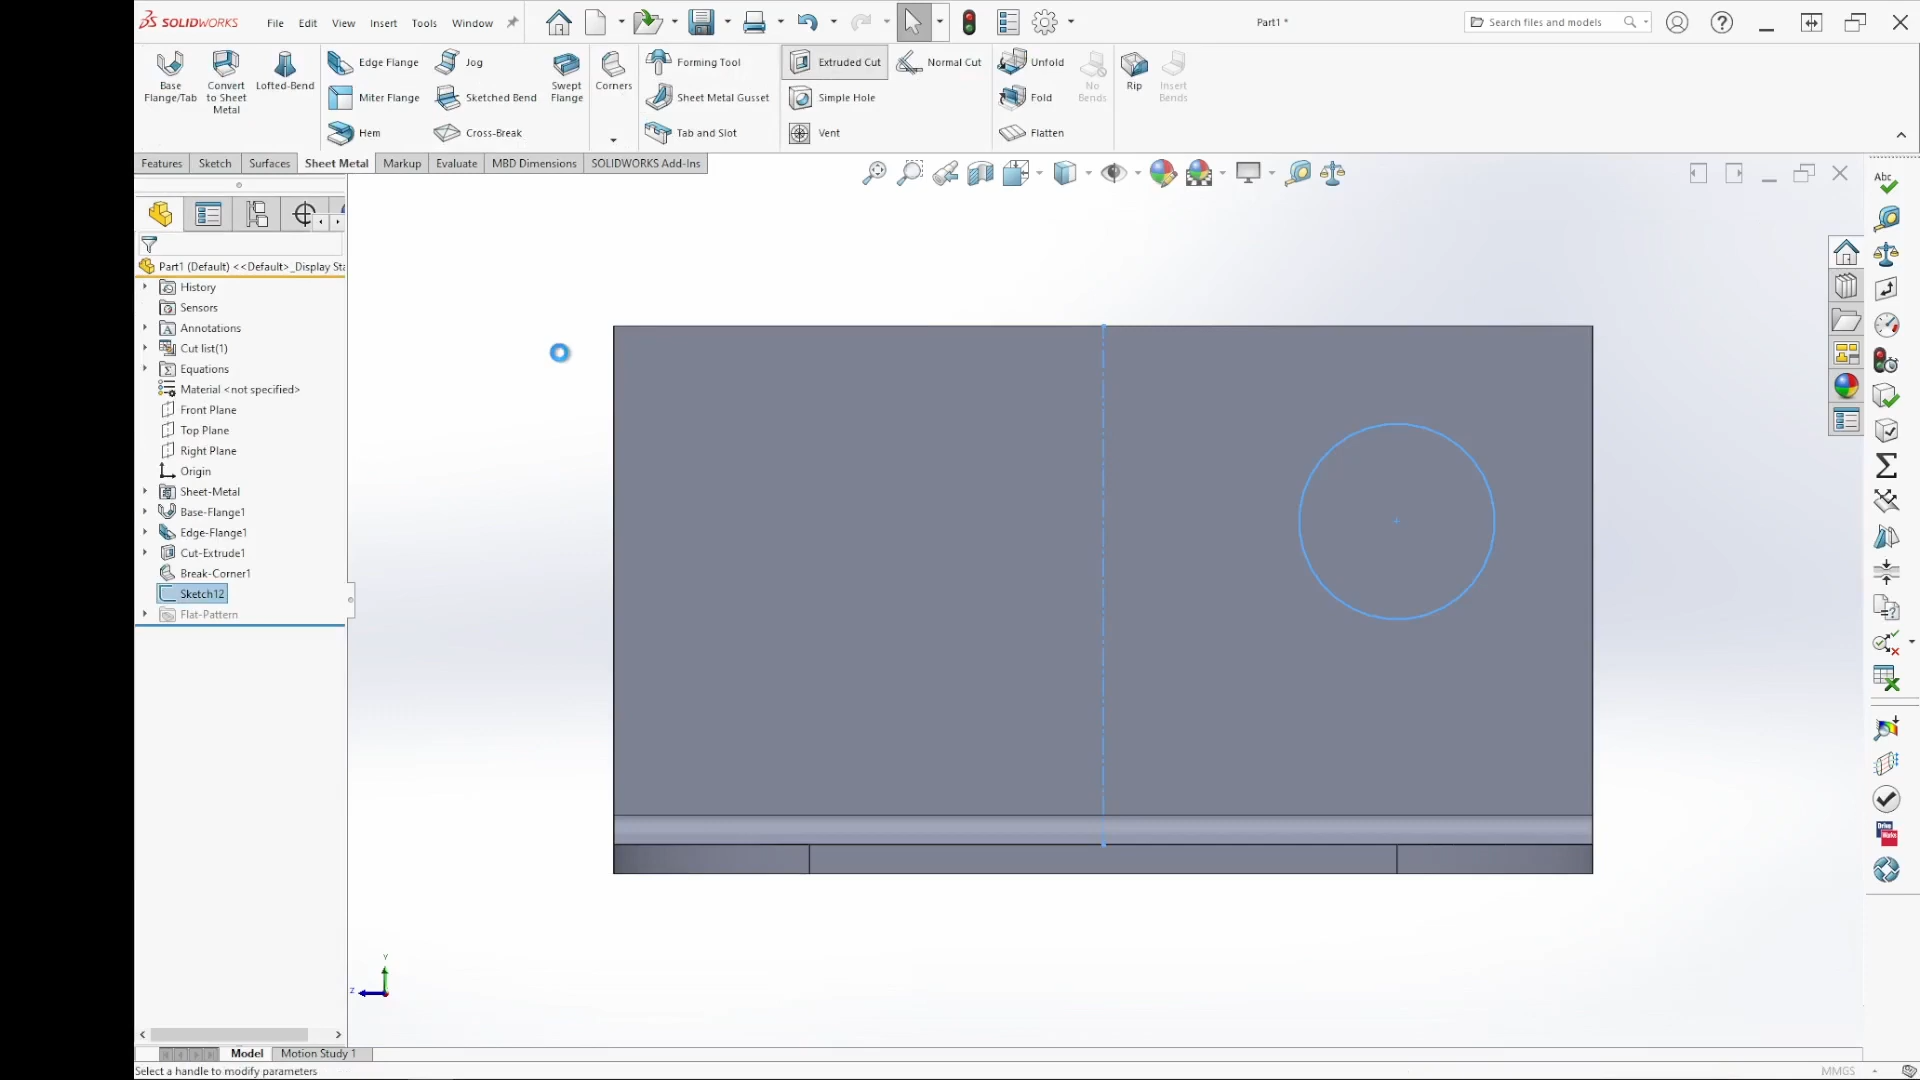 SOLIDWORKS File Edit View Insert Tools Window Part1 * Search files and models
Base Flange/Tab
Convert to Sheet Metal
Lofted-Bend
Edge Flange
Miter Flange
Hem
Jog
Sketched Bend
Cross-Break
Swept Flange
Corners
Forming Tool
Sheet Metal Gusset
Tab and Slot
Extruded Cut
Simple Hole
Vent
Normal Cut
Unfold
Fold
Flatten
No Bends
Rip
Insert Bends
Features Sketch Surfaces Sheet Metal Markup Evaluate MBD Dimensions SOLIDWORKS Add-Ins
Abc
Part1 (Default) <<Default>_Display Sta
History
Sensors
Annotations
Cut list(1)
Equations
Material <not specified>
Front Plane
Top Plane
Right Plane
Origin
Sheet-Metal
Base-Flange1
Edge-Flange1
Cut-Extrude1
Break-Corner1
Sketch12
Flat-Pattern
Y
Z
Model Motion Study 1
Select a handle to modify parameters MMGS